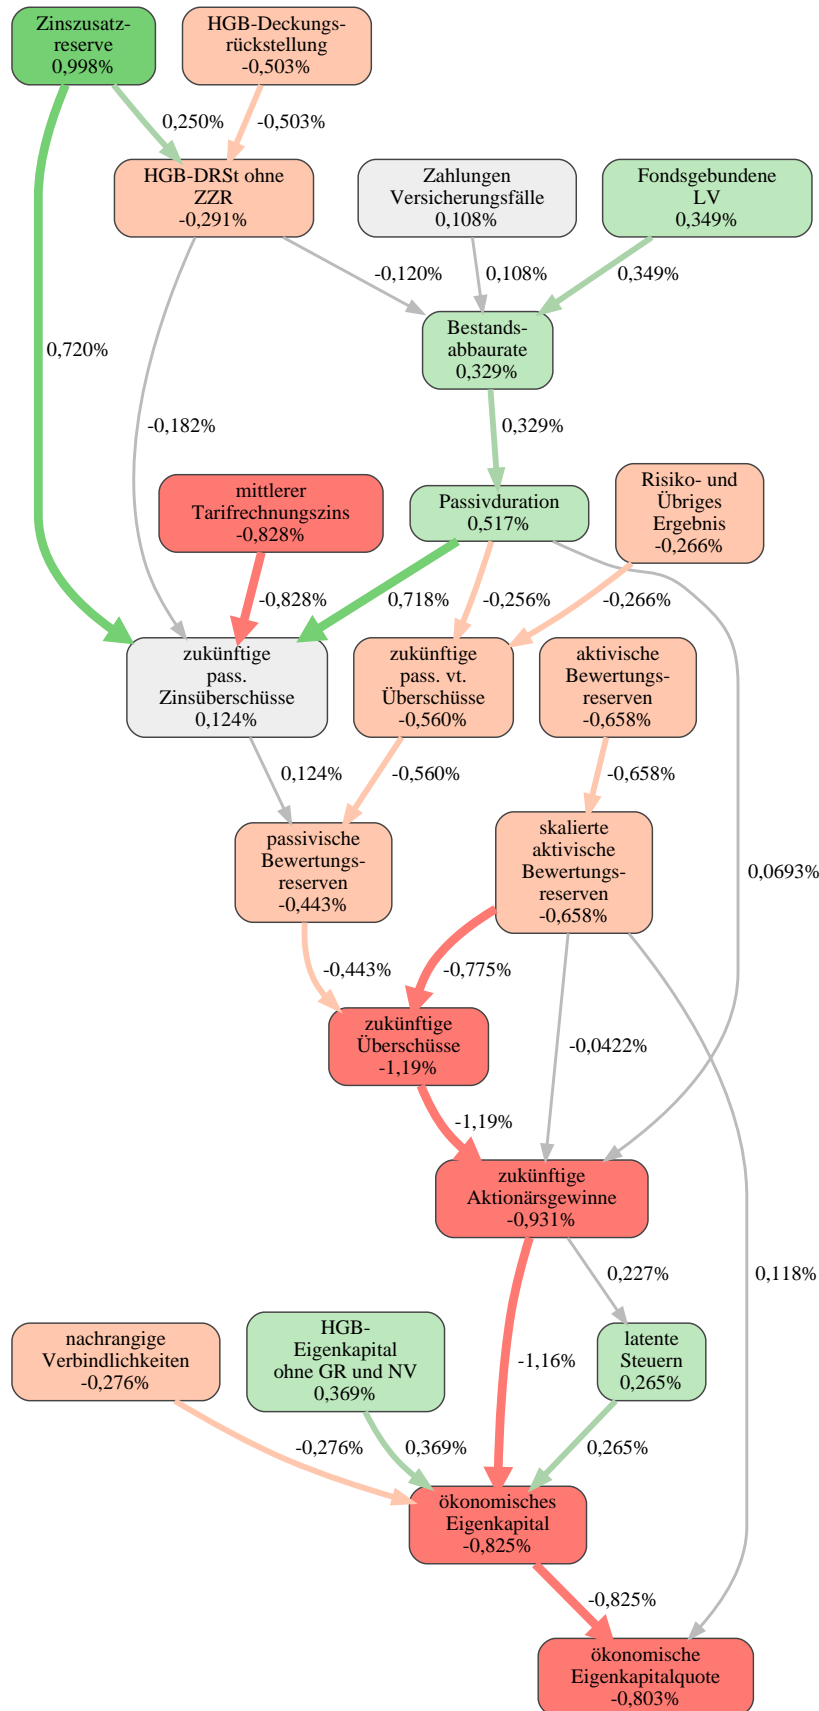 Zinszusatz-
reserve
0,998%
HGB-Deckungs-
rückstellung
-0,503%
0,250%
-0,503%
HGB-DRSt ohne
ZZR
-0,291%
Zahlungen
Versicherungsfälle
0,108%
Fondsgebundene
LV
0,349%
-0,120%
0,108%
0,349%
Bestands-
abbaurate
0,329%
0,720%
-0,182%
0,329%
mittlerer
Tarifrechnungszins
-0,828%
Passivduration
0,517%
Risiko- und
Übriges
Ergebnis
-0,266%
-0,828%
0,718%
-0,256%
-0,266%
zukünftige
pass.
Zinsüberschüsse
0,124%
zukünftige
pass. vt.
Überschüsse
-0,560%
aktivische
Bewertungs-
reserven
-0,658%
0,124%
-0,560%
-0,658%
passivische
Bewertungs-
reserven
-0,443%
skalierte
aktivische
Bewertungs-
reserven
-0,658%
0,0693%
-0,443%
-0,775%
zukünftige
Überschüsse
-1,19%
-0,0422%
-1,19%
zukünftige
Aktionärsgewinne
-0,931%
0,227%
0,118%
nachrangige
Verbindlichkeiten
-0,276%
HGB-
Eigenkapital
ohne GR und NV
0,369%
-1,16%
latente
Steuern
0,265%
-0,276%
0,369%
0,265%
ökonomisches
Eigenkapital
-0,825%
-0,825%
ökonomische
Eigenkapitalquote
-0,803%